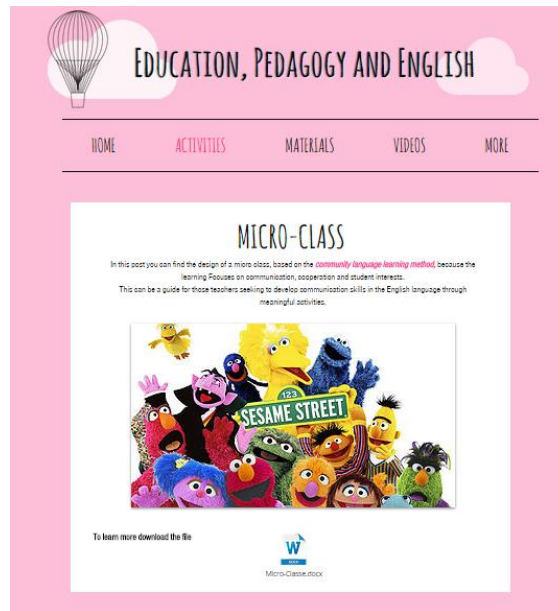 EDUCATION, PEDAGOGY AND ENGLISH
HOME ACTIVITIES MATERIALS VIDEOS MORE
MICRO-CLASS
In this post you can find the design of a micro class, based on the community language learning method, because the
learning Focuses on communication, cooperation and student interests.
This can be a guide for those teachers seeking to develop communication skills in the English language through
meaningful activities.
123
SESAME STREET
To learn more download the file
W
DOCX
Micro-Classe.docx